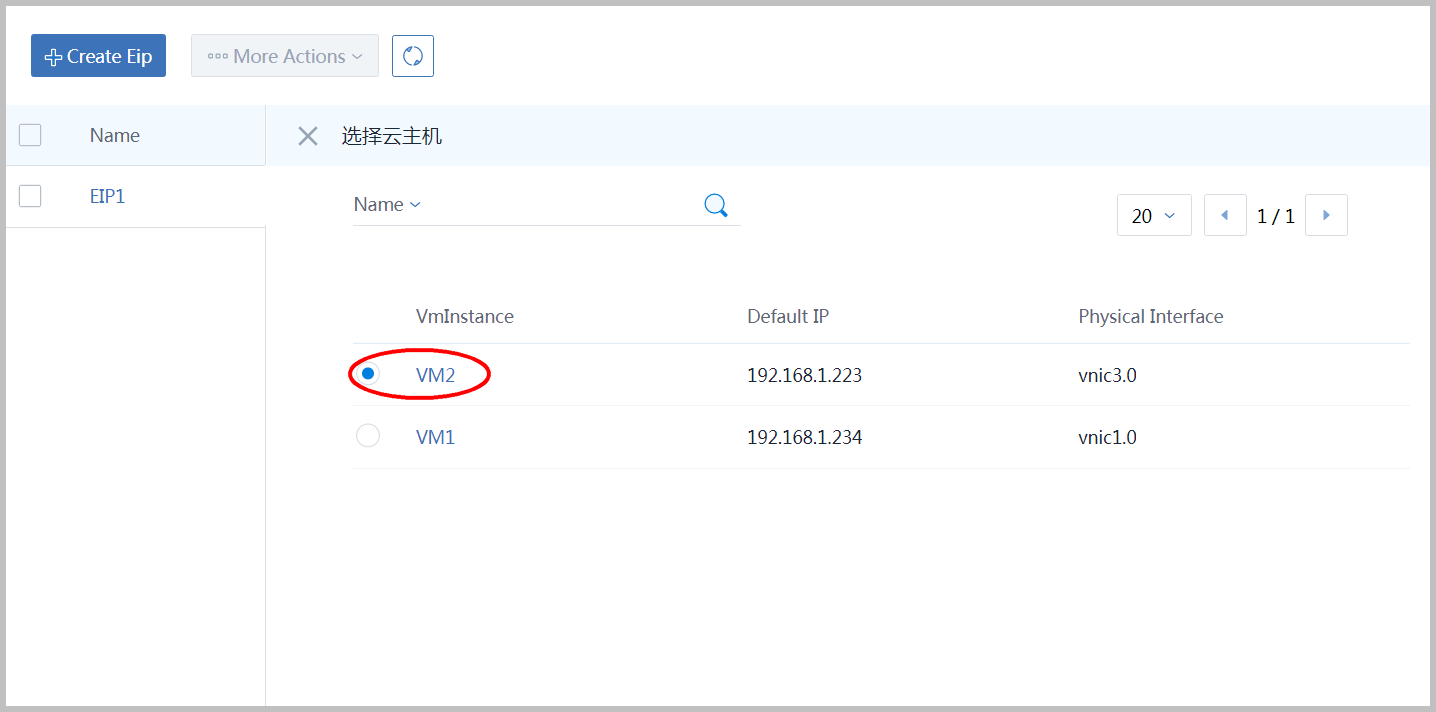 Create Eip
More Actions
Name
选择云主机
EIP1
Name
20
1 / 1
VmInstance Default IP Physical Interface
VM2 192.168.1.223 vnic3.0
VM1 192.168.1.234 vnic1.0